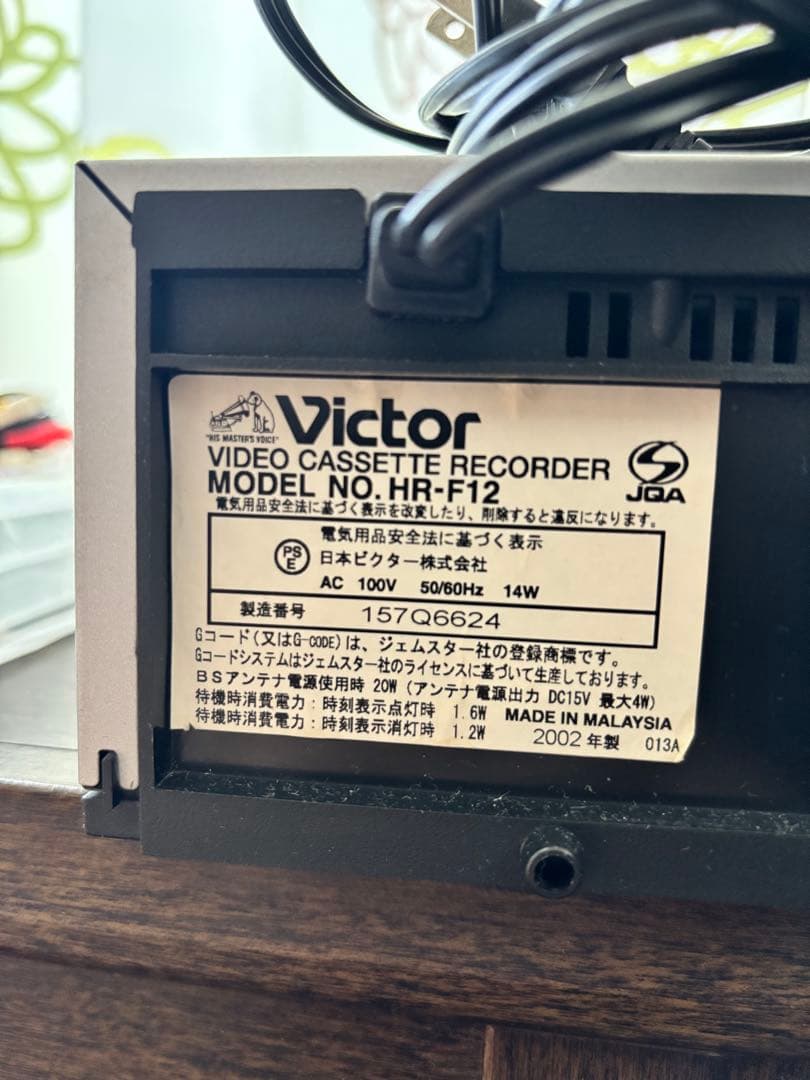 "HIS MASTER'S VOICE"
Victor
VIDEO CASSETTE RECORDER
MODEL NO. HR-F12
JQA
電気用品安全法に基づく表示を改変したり、削除すると違反になります。
電気用品安全法に基づく表示
PSE
日本ビクター株式会社
AC 100V 50/60Hz 14W
製造番号 157Q6624
Gコード(又はG-CODE)は、ジェムスター社の登録商標です。
Gコードシステムはジェムスター社のライセンスに基づいて生産しております。
BSアンテナ電源使用時 20W (アンテナ電源出力 DC15V 最大4W)
待機時消費電力:時刻表示点灯時 1.6W MADE IN MALAYSIA
待機時消費電力:時刻表示消灯時 1.2W 2002年製 013A